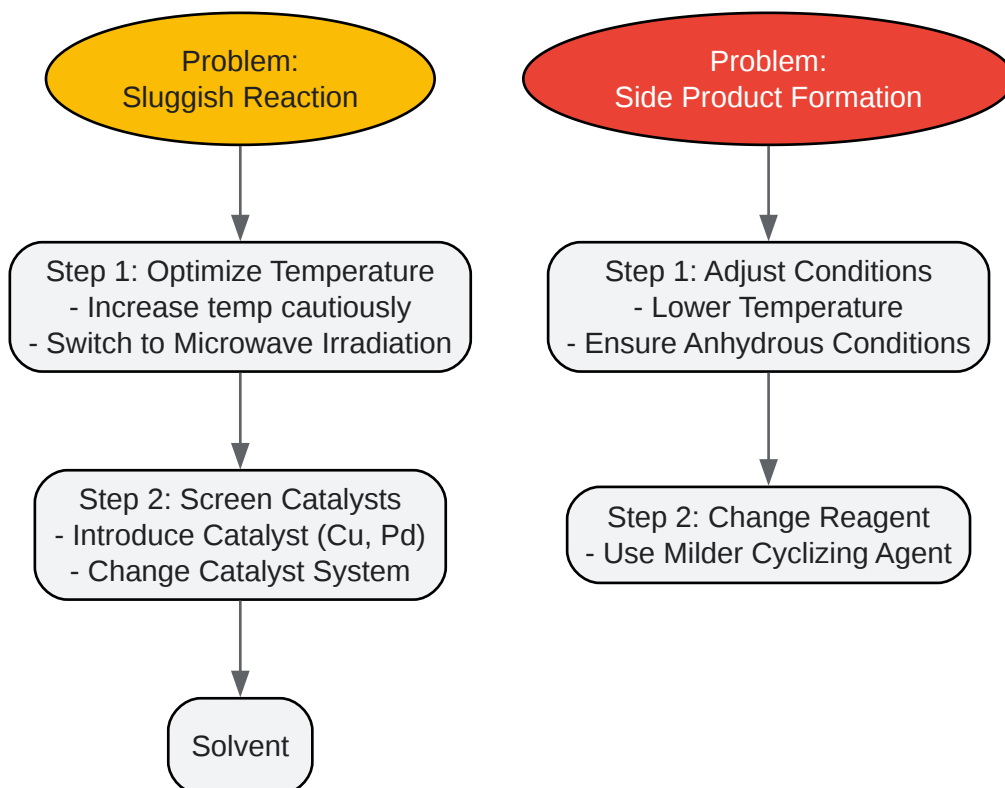 Problem:
Sluggish Reaction
Step 1: Optimize Temperature
- Increase temp cautiously
- Switch to Microwave Irradiation
Step 2: Screen Catalysts
- Introduce Catalyst (Cu, Pd)
- Change Catalyst System
Solvent
Problem:
Side Product Formation
Step 1: Adjust Conditions
- Lower Temperature
- Ensure Anhydrous Conditions
Step 2: Change Reagent
- Use Milder Cyclizing Agent